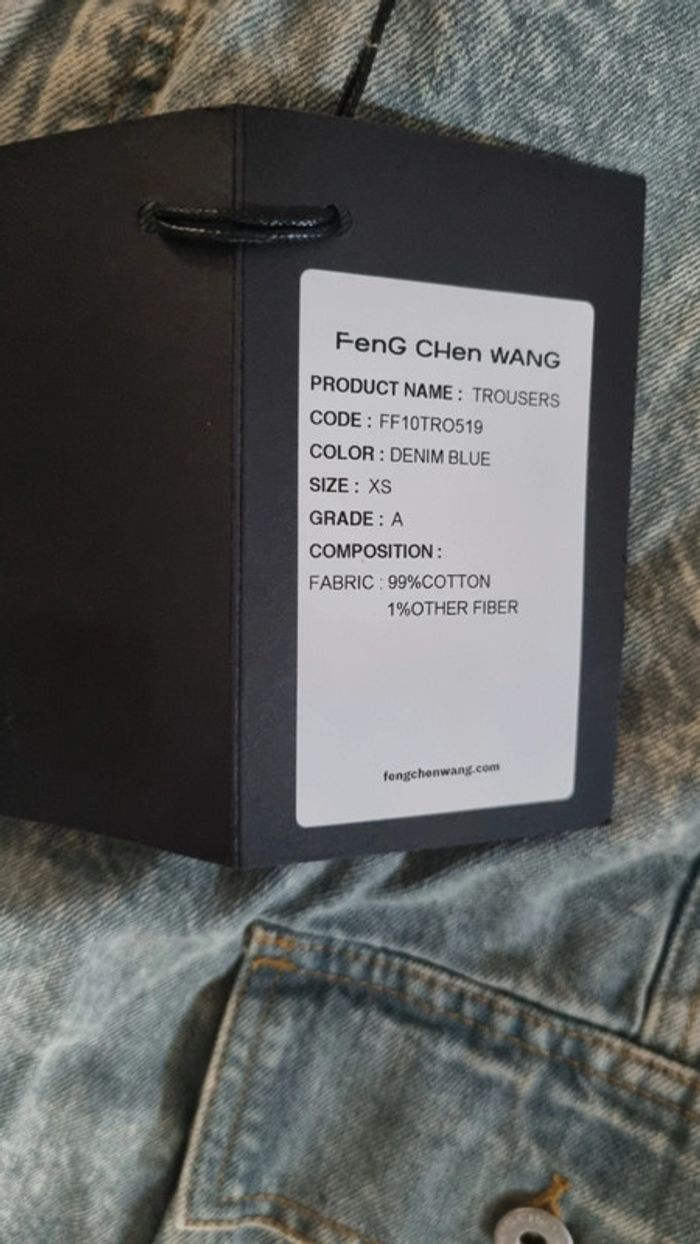 FenG CHen WANG
PRODUCT NAME : TROUSERS
CODE : FF10TRO519
COLOR : DENIM BLUE
SIZE : XS
GRADE : A
COMPOSITION :
FABRIC : 99%COTTON
1%OTHER FIBER
fengchenwang.com